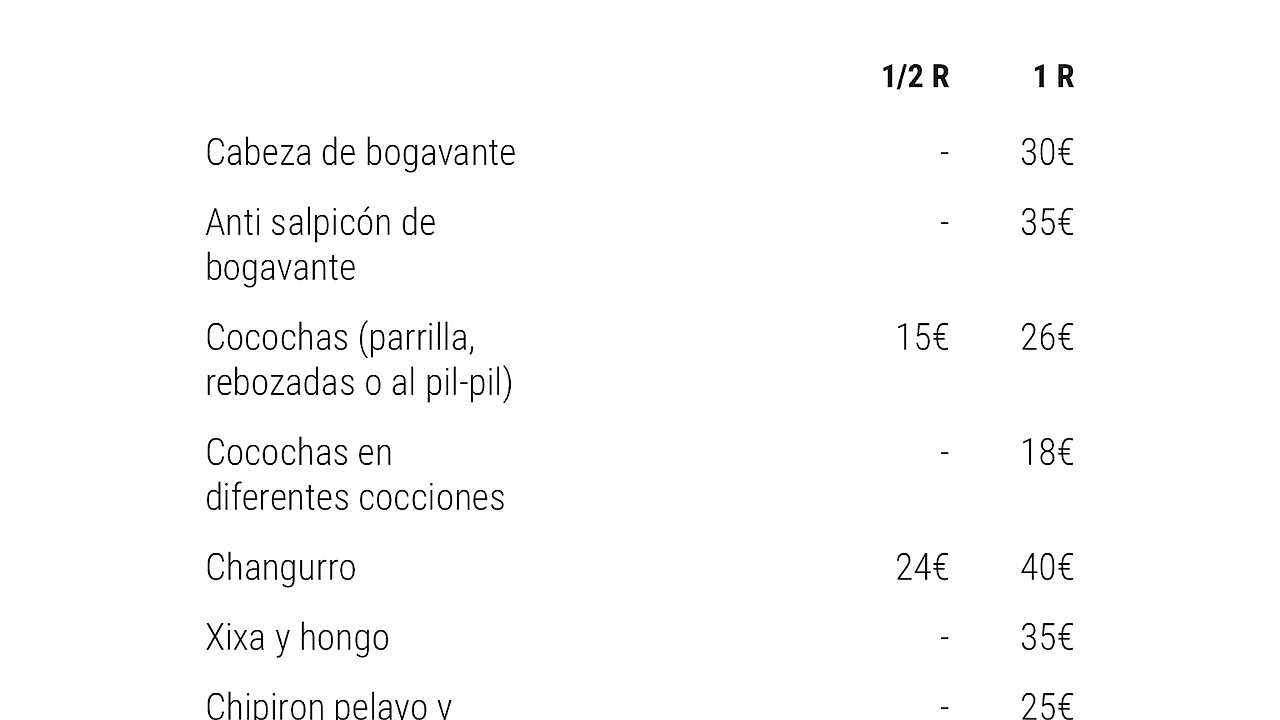 1/2 R 1 R
Cabeza de bogavante - 30€
Anti salpicón de - 35€
bogavante
Cocochas (parrilla, 15€ 26€
rebozadas o al pil-pil)
Cocochas en - 18€
diferentes cocciones
Changurro 24€ 40€
Xixa y hongo - 35€
Chipiron pelayo y - 25€